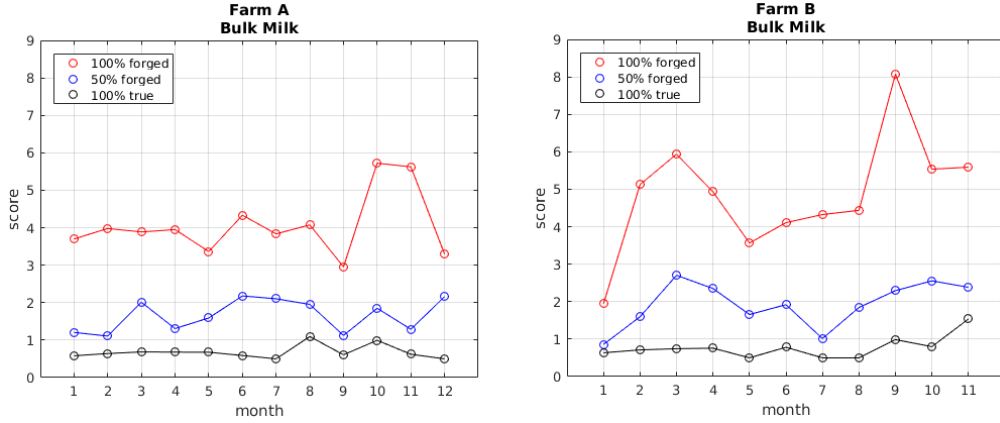 Farm A
Bulk Milk
9
8
7
6
5
4
3
2
1
0
score
100% forged
50% forged
100% true
1 2 3 4 5 6 7 8 9 10 11 12
month
Farm B
Bulk Milk
9
8
7
6
5
4
3
2
1
0
score
100% forged
50% forged
100% true
1 2 3 4 5 6 7 8 9 10 11
month